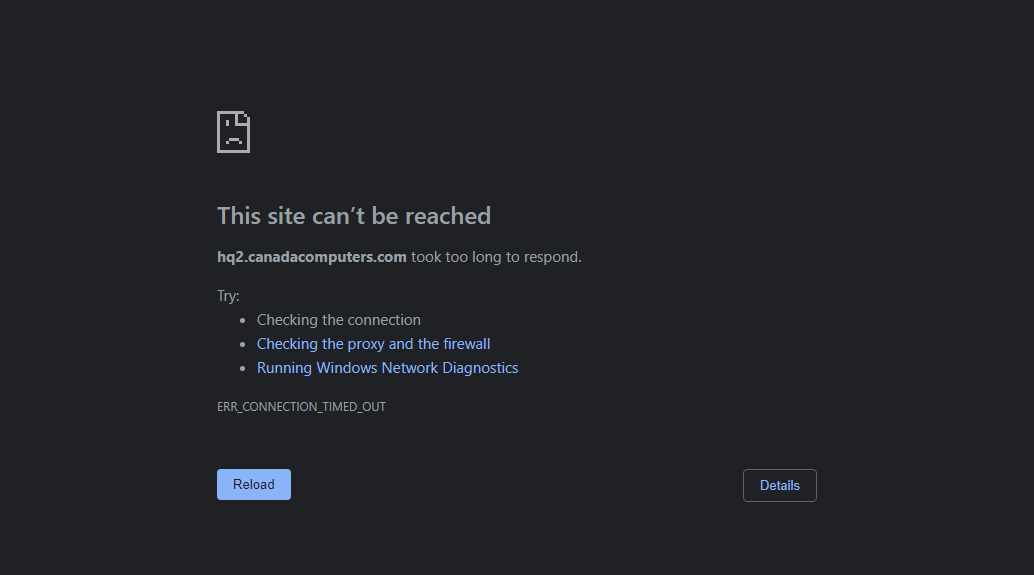 This site can’t be reached
hq2.canadacomputers.com took too long to respond.
Try:
• Checking the connection
• Checking the proxy and the firewall
• Running Windows Network Diagnostics
ERR_CONNECTION_TIMED_OUT
Reload
Details